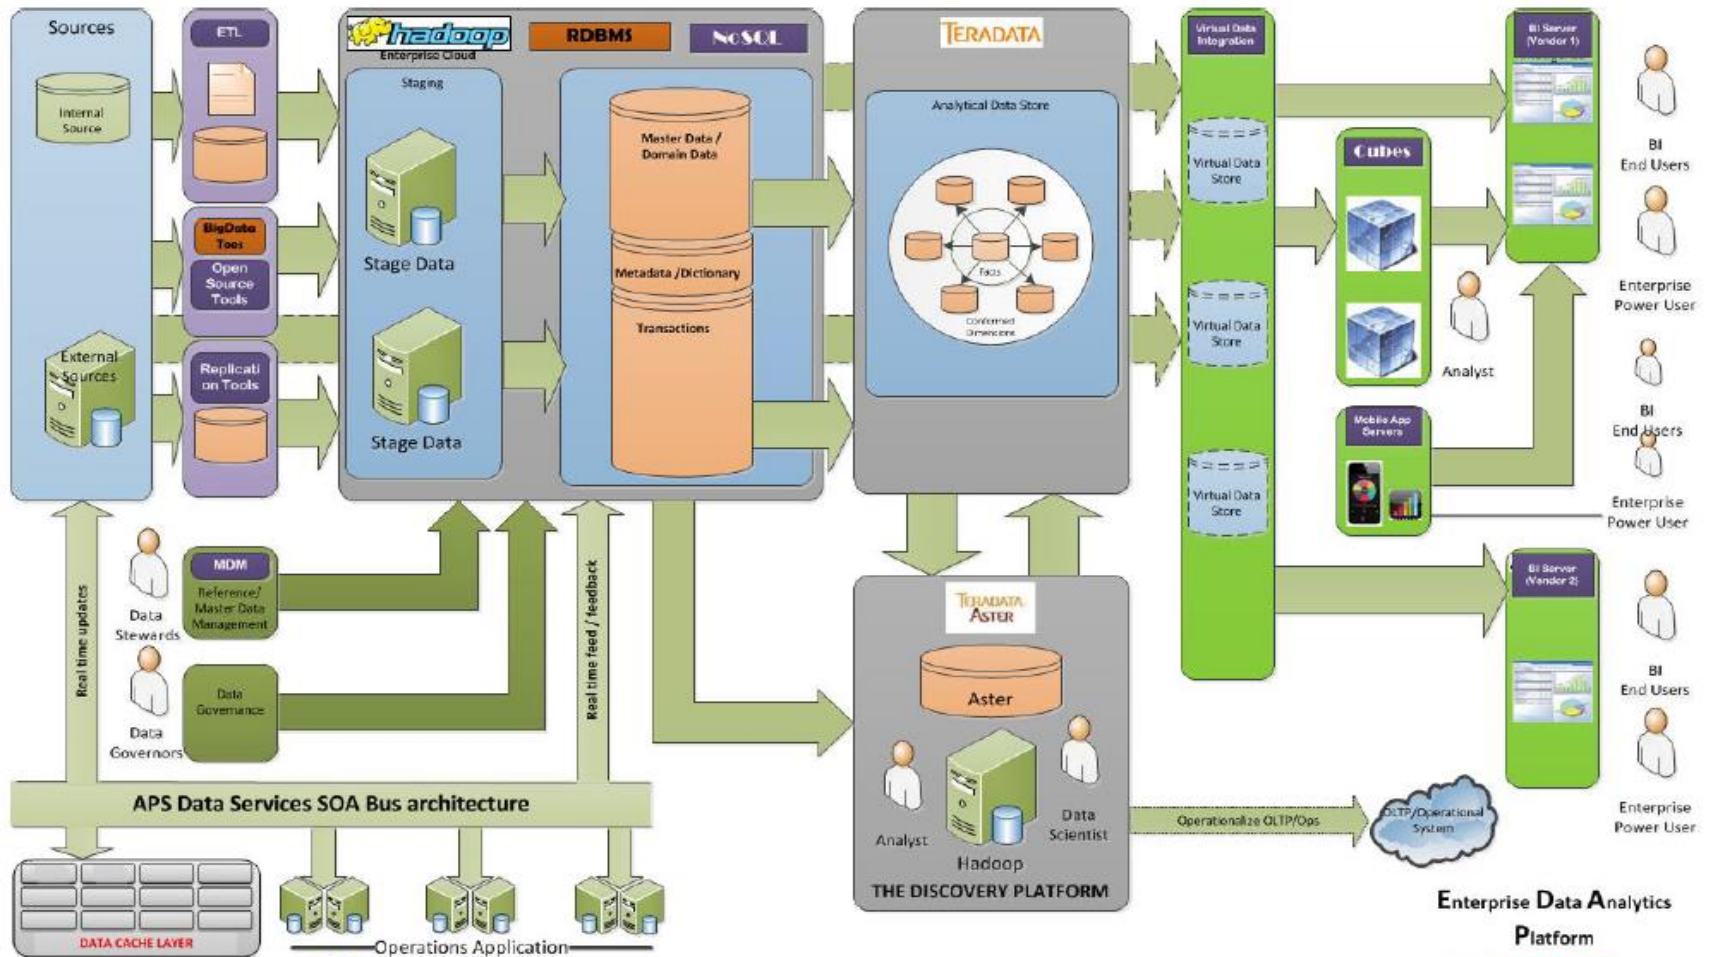 Sources
Internal
Source
External
Sources
ETL
BigData
Toos
Open
Source
Tools
Replicati
on Tools
hadoop
Enterprise Cloud
RDBMS
NoSQL
Staging
Stage Data
Stage Data
Master Data /
Domain Data
Metadata /Dictionary
Transactions
TERADATA
Analytical Data Store
Facts
Conformed
Dimensions
Virtual Data
Integration
Virtual Data
Store
Virtual Data
Store
Virtual Data
Store
Cubes
Analyst
Mobile App
Servers
BI Server
(Vendor 1)
BI
End Users
Enterprise
Power User
BI
End Users
Enterprise
Power User
BI Server
(Vendor 2)
BI
End Users
Enterprise
Power User
Data
Stewards
MDM
Reference/
Master Data
Management
Data
Governors
Data
Governance
Real time updates
Real time feed / feedback
APS Data Services SOA Bus architecture
DATA CACHE LAYER
Operations Application
TERADATA
ASTER
Aster
Analyst
Data
Scientist
Hadoop
THE DISCOVERY PLATFORM
Operationalize OLTP/Ops
OLTP/Operational
System
Enterprise Data Analytics
Platform